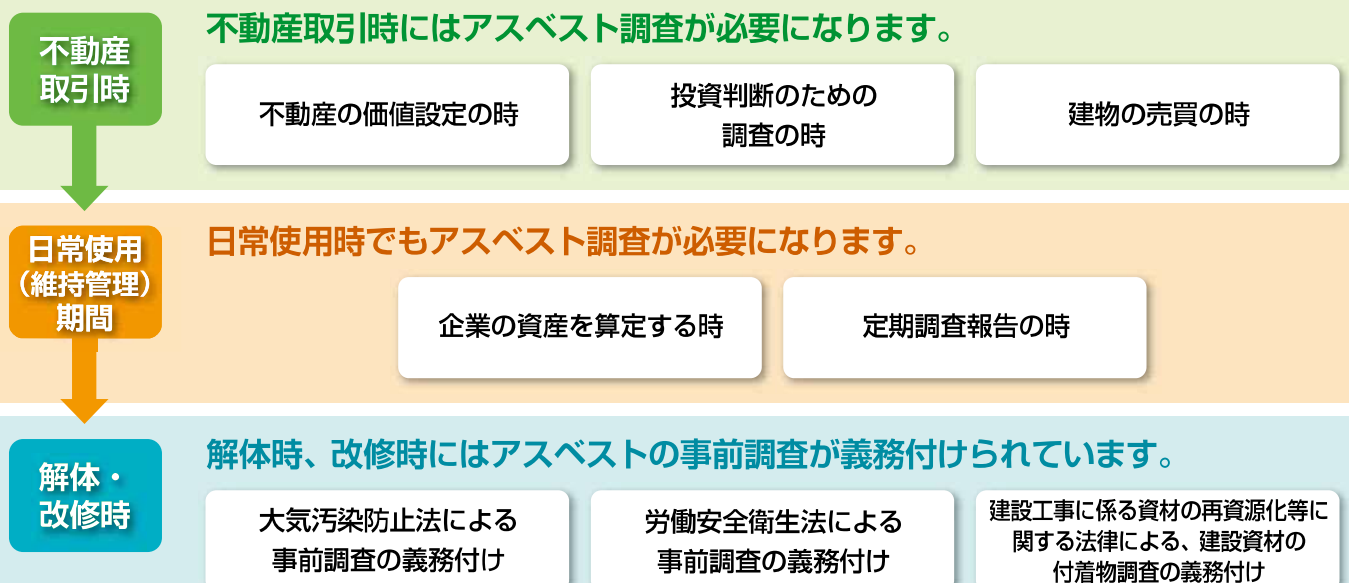 不動産
取引時
不動産取引時にはアスベスト調査が必要になります。
不動産の価値設定の時
投資判断のための
調査の時
建物の売買の時
日常使用
（維持管理）
期間
日常使用時でもアスベスト調査が必要になります。
企業の資産を算定する時
定期調査報告の時
解体・
改修時
解体時、改修時にはアスベストの事前調査が義務付けられています。
大気汚染防止法による
事前調査の義務付け
労働安全衛生法による
事前調査の義務付け
建設工事に係る資材の再資源化等に
関する法律による、建設資材の
付着物調査の義務付け